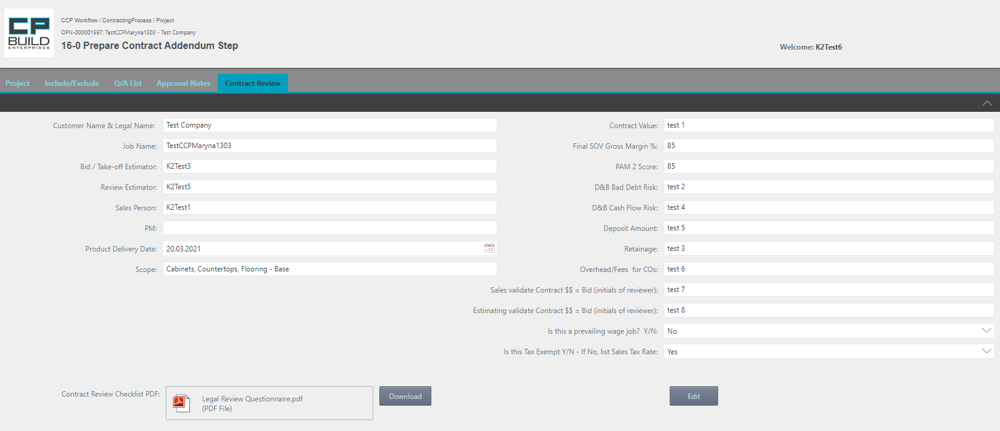 CP
BUILD
ENTERPRISES
CCP Workflow / ContractingProcess / Project
OPN-000001597: TestCCPMaryna1303 - Test Company
16-0 Prepare Contract Addendum Step
Welcome: K2Test6
Project Include/Exclude Q/A List Approval Notes Contract Review
Customer Name & Legal Name: Test Company
Job Name: TestCCPMaryna1303
Bid / Take-off Estimator: K2Test3
Review Estimator: K2Test5
Sales Person: K2Test1
PM:
Product Delivery Date: 20.03.2021
Scope: Cabinets, Countertops, Flooring - Base
Contract Value: test 1
Final SOV Gross Margin %: 85
PAM 2 Score: 85
D&B Bad Debt Risk: test 2
D&B Cash Flow Risk: test 4
Deposit Amount: test 5
Retainage: test 3
Overhead/Fees for COs: test 6
Sales validate Contract $$ = Bid (initials of reviewer): test 7
Estimating validate Contract $$ = Bid (initials of reviewer): test 8
Is this a prevailing wage job? Y/N: No
Is this Tax Exempt Y/N - If No, list Sales Tax Rate: Yes
Contract Review Checklist PDF:
Legal Review Questionnaire.pdf
(PDF File)
Download
Edit